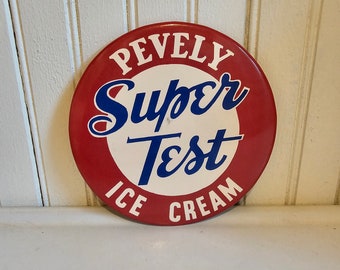 PEVELY
Super
Test
ICE CREAM